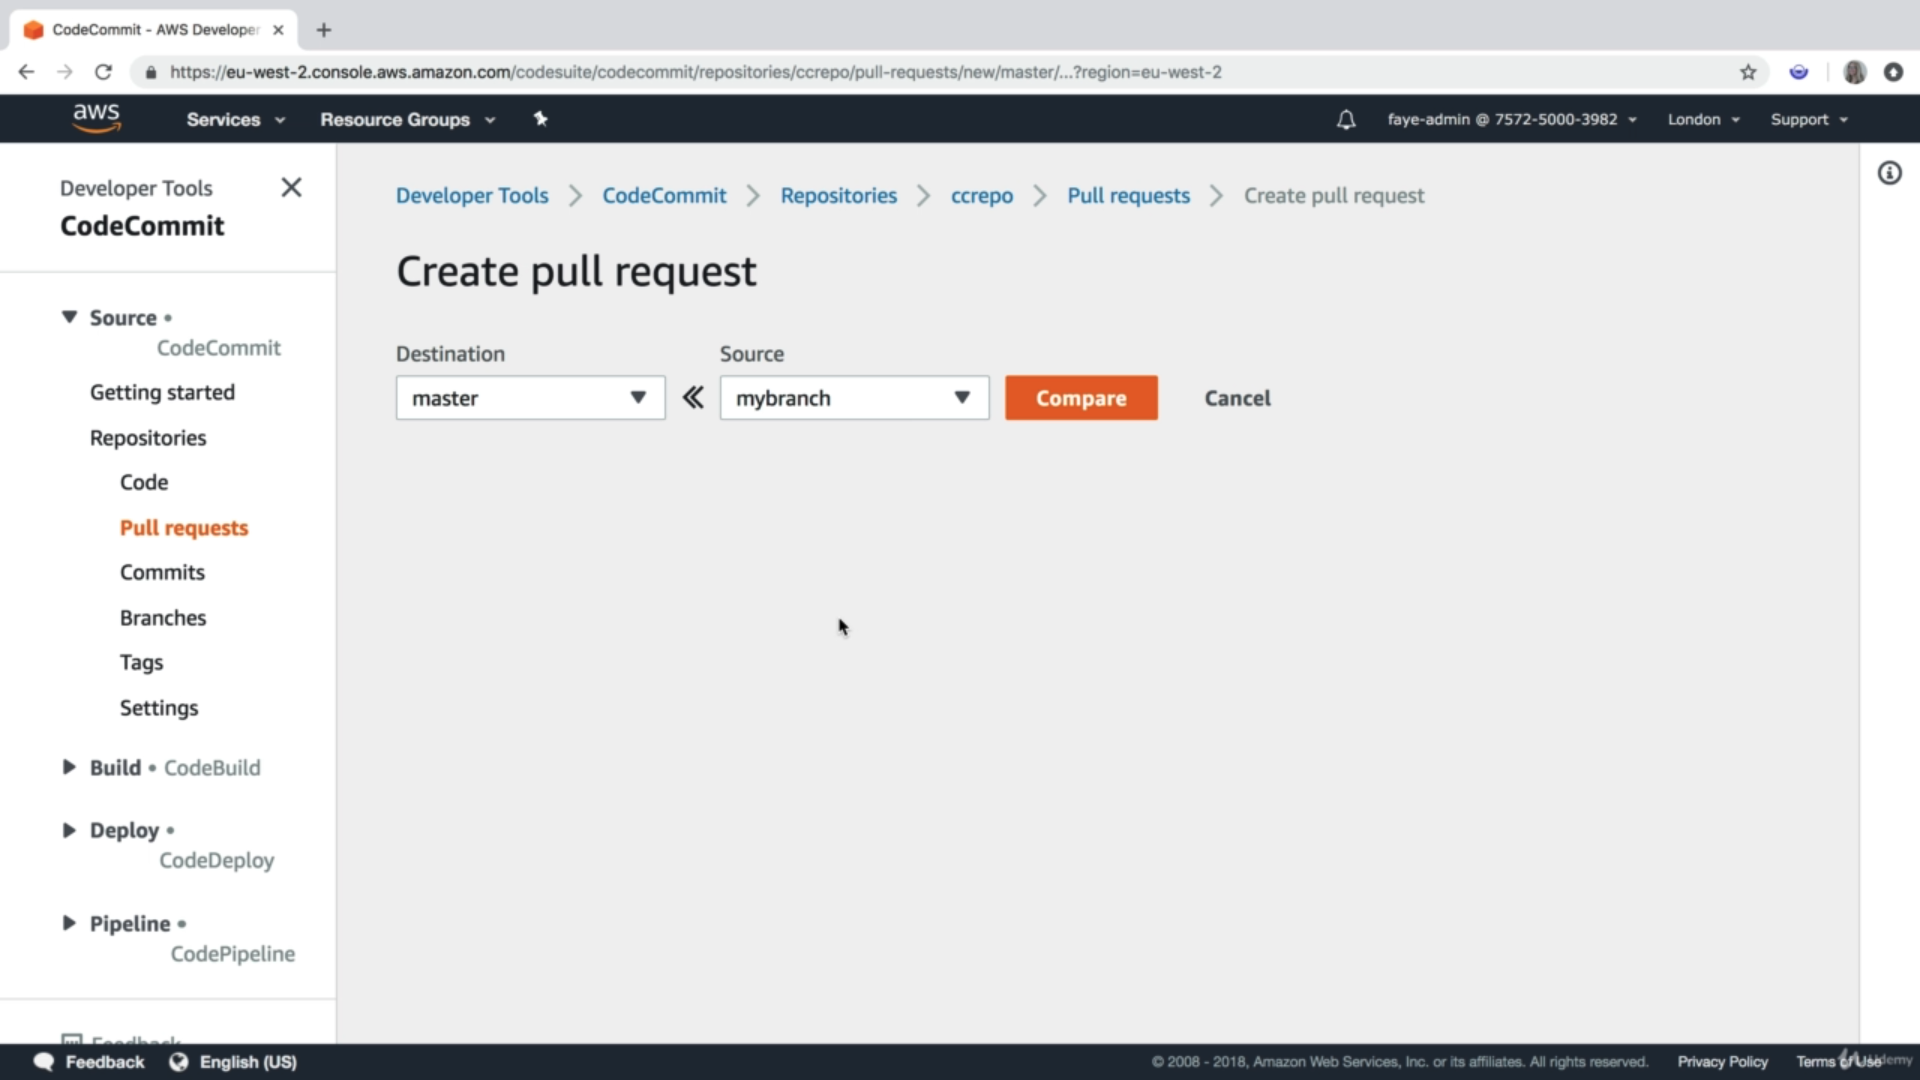 CodeCommit - AWS Developer
https://eu-west-2.console.aws.amazon.com/codesuite/codecommit/repositories/ccrepo/pull-requests/new/master/...?region=eu-west-2
aws Services Resource Groups faye-admin @ 7572-5000-3982 London Support
Developer Tools
CodeCommit
Source •
CodeCommit
Getting started
Repositories
Code
Pull requests
Commits
Branches
Tags
Settings
Build • CodeBuild
Deploy •
CodeDeploy
Pipeline •
CodePipeline
Feedback
Developer Tools CodeCommit Repositories ccrepo Pull requests Create pull request
Create pull request
Destination Source
master mybranch Compare Cancel
Feedback English (US) © 2008 - 2018, Amazon Web Services, Inc. or its affiliates. All rights reserved. Privacy Policy Terms of Use
Udemy